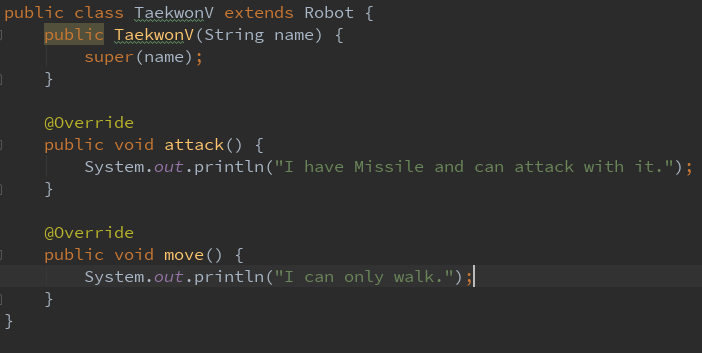 public class TaekwonV extends Robot {
    public TaekwonV(String name) {
        super(name);
    }

    @Override
    public void attack() {
        System.out.println("I have Missile and can attack with it.");
    }

    @Override
    public void move() {
        System.out.println("I can only walk.");
    }
}